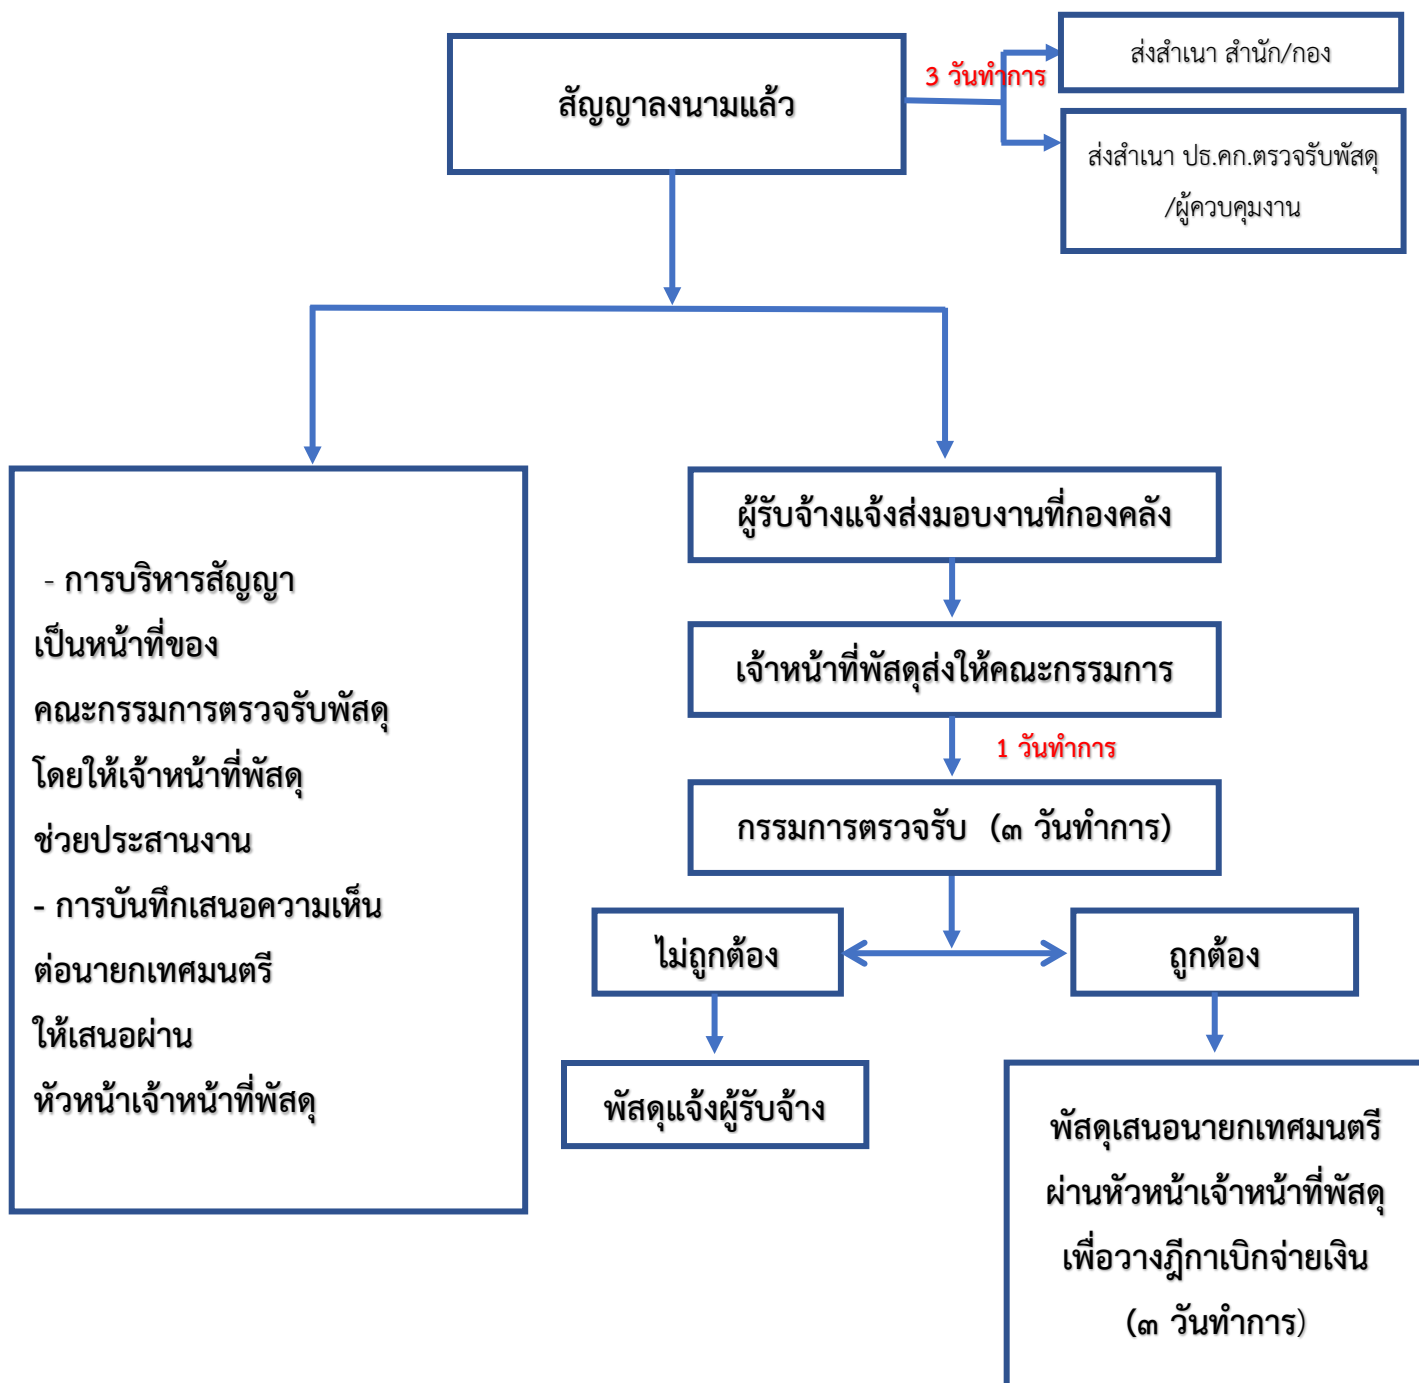 สัญญาลงนามแล้ว
3 วันทำการ
ส่งสำเนา สำนัก/กอง
ส่งสำเนา ปธ.คก.ตรวจรับพัสดุ
/ผู้ควบคุมงาน
- การบริหารสัญญา
เป็นหน้าที่ของ
คณะกรรมการตรวจรับพัสดุ
โดยให้เจ้าหน้าที่พัสดุ
ช่วยประสานงาน
- การบันทึกเสนอความเห็น
ต่อนายกเทศมนตรี
ให้เสนอผ่าน
หัวหน้าเจ้าหน้าที่พัสดุ
ผู้รับจ้างแจ้งส่งมอบงานที่กองคลัง
เจ้าหน้าที่พัสดุส่งให้คณะกรรมการ
1 วันทำการ
กรรมการตรวจรับ (๓ วันทำการ)
ไม่ถูกต้อง
ถูกต้อง
พัสดุแจ้งผู้รับจ้าง
พัสดุเสนอนายกเทศมนตรี
ผ่านหัวหน้าเจ้าหน้าที่พัสดุ
เพื่อวางฎีกาเบิกจ่ายเงิน
(๓ วันทำการ)